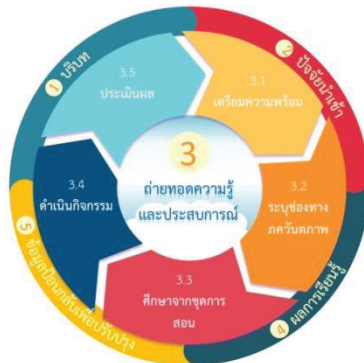 1 บริบท
2 ปัจจัยนำเข้า
3
ถ่ายทอดความรู้
และประสบการณ์
3.1
เตรียมความพร้อม
3.2
ระบุช่องทาง
ภควันตภาพ
3.3
ศึกษาจากชุดการ
สอน
3.4
ดำเนินกิจกรรม
3.5
ประเมินผล
4 ผลการเรียนรู้
5 ข้อมูลป้อนกลับเพื่อปรับปรุง